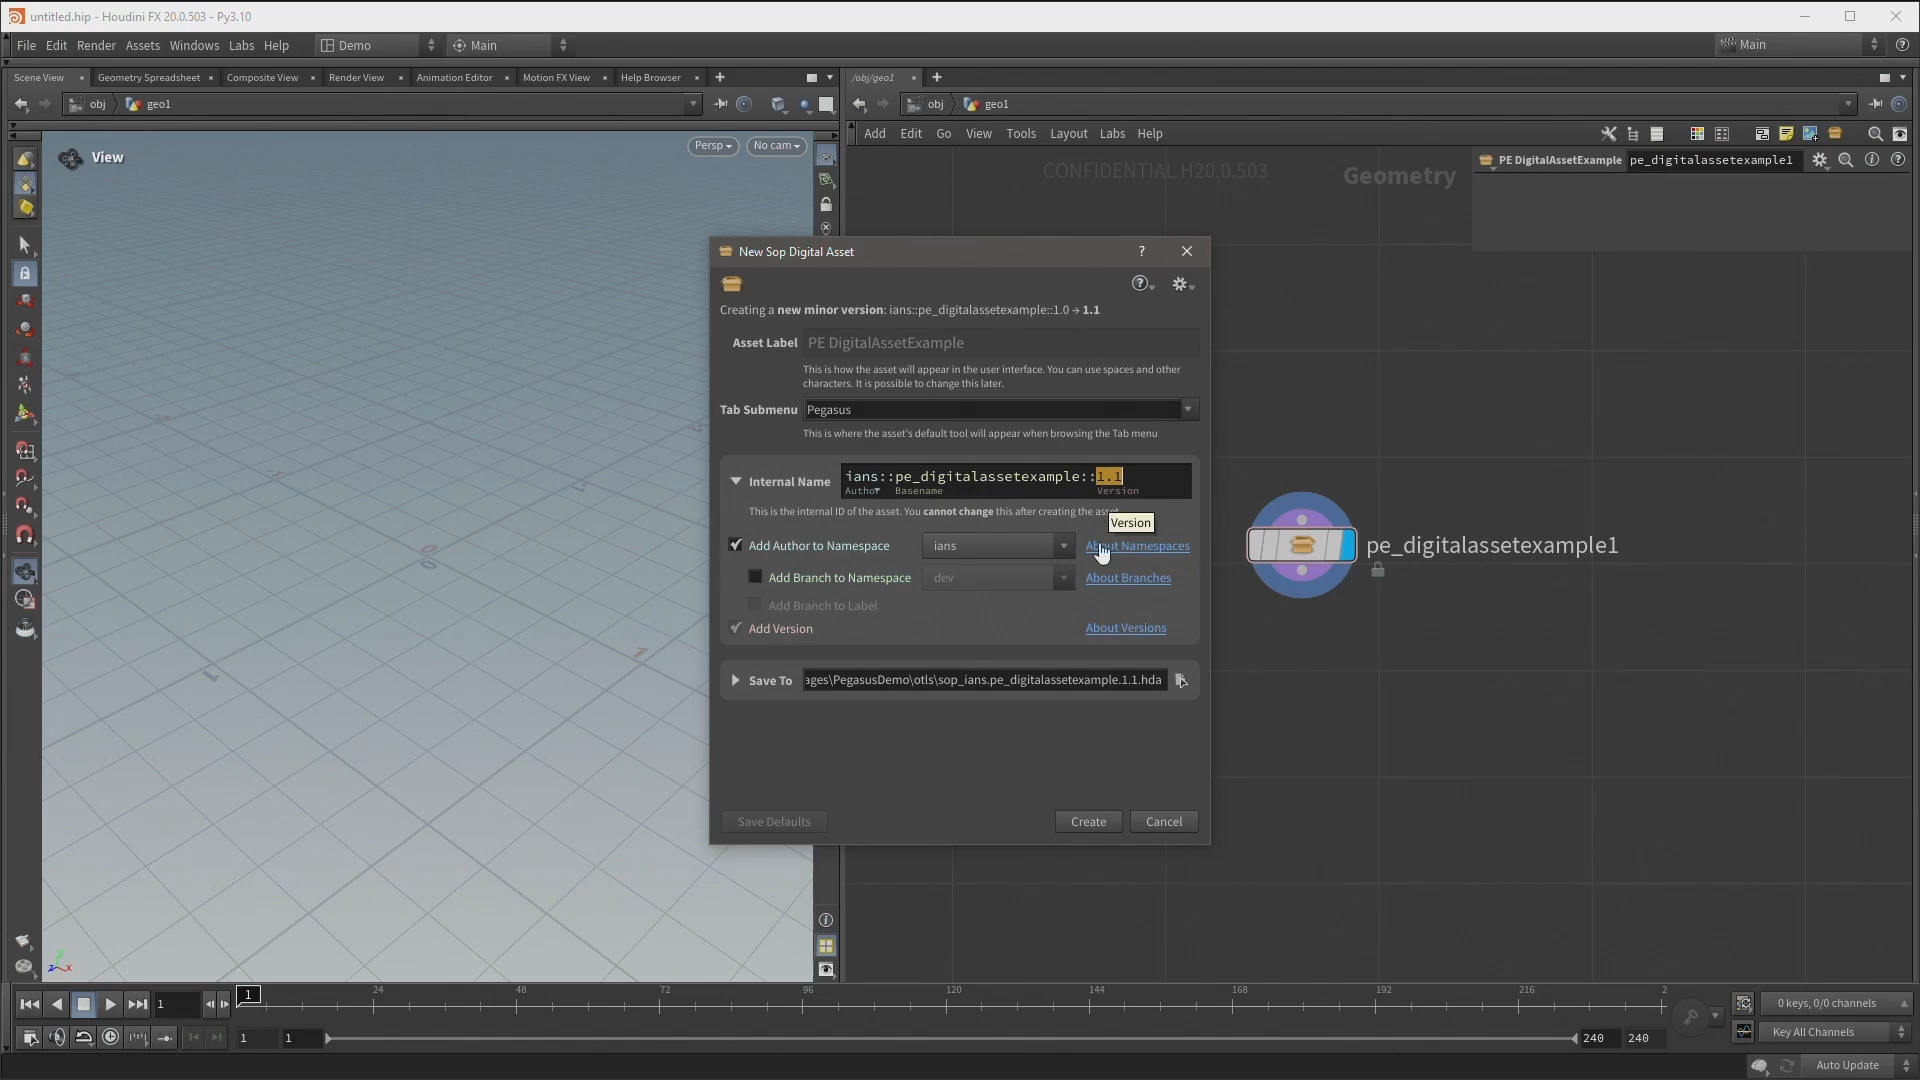 untitled.hip - Houdini FX 20.0.503 - Py3.10
File Edit Render Assets Windows Labs Help Demo Main Main
Scene View Geometry Spreadsheet Composite View Render View Animation Editor Motion FX View Help Browser
/obj/geo1
obj geo1
obj geo1
Add Edit Go View Tools Layout Labs Help
View
Persp No cam
CONFIDENTIAL H20.0.503
Geometry
PE DigitalAssetExample pe_digitalassetexample1
New Sop Digital Asset
Creating a new minor version: ians::pe_digitalassetexample::1.0 → 1.1
Asset Label PE DigitalAssetExample
This is how the asset will appear in the user interface. You can use spaces and other
characters. It is possible to change this later.
Tab Submenu Pegasus
This is where the asset's default tool will appear when browsing the Tab menu
Internal Name ians::pe_digitalassetexample::1.1
Author Basename Version
This is the internal ID of the asset. You cannot change this after creating the asset
Version
Add Author to Namespace ians About Namespaces
Add Branch to Namespace dev About Branches
Add Branch to Label
Add Version About Versions
Save To ages\PegasusDemo\otls\sop_ians.pe_digitalassetexample.1.1.hda
Save Defaults Create Cancel
pe_digitalassetexample1
z x
1 1 24 48 72 96 120 144 168 192 216 2
0 keys, 0/0 channels
1 1 240 240 Key All Channels
Auto Update